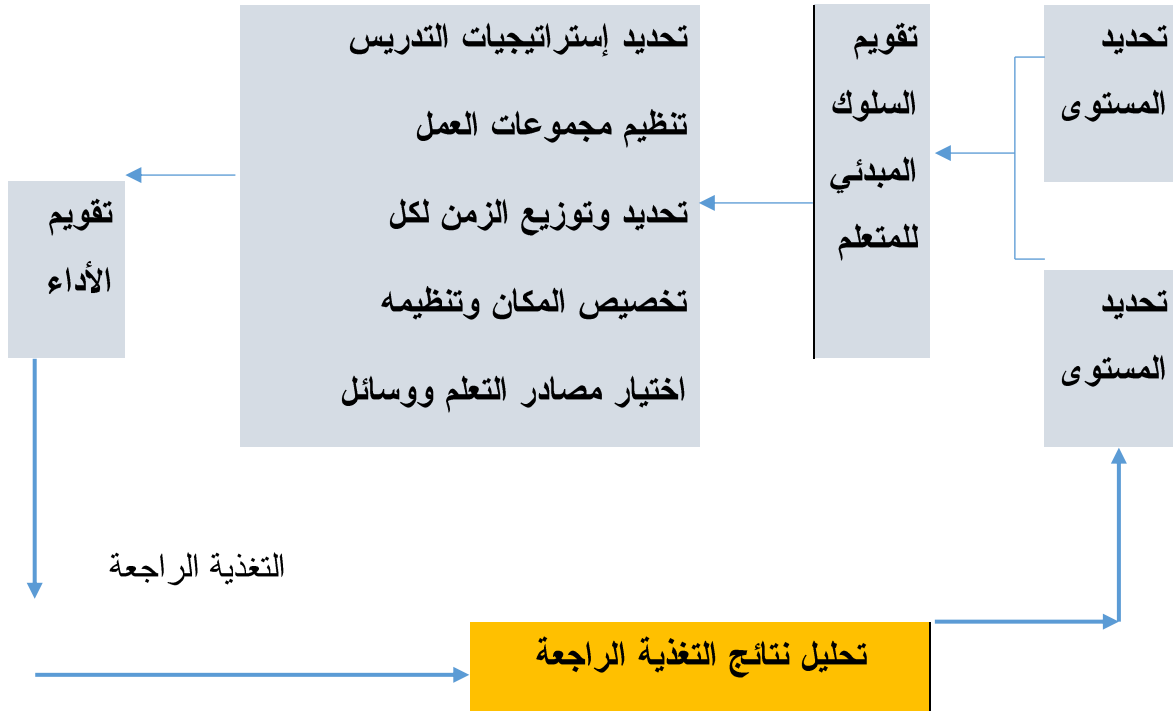 تحديد
المستوى
تحديد
المستوى
تقويم
السلوك
المبدئي
للمتعلم
تحديد إستراتيجيات التدريس
تنظيم مجموعات العمل
تحديد وتوزيع الزمن لكل
تخصيص المكان وتنظيمه
اختيار مصادر التعلم ووسائل
تقويم
الأداء
التغذية الراجعة
تحليل نتائج التغذية الراجعة